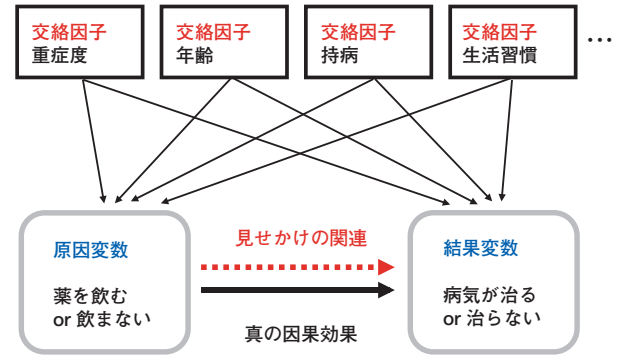 交絡因子
重症度
交絡因子
年齢
交絡因子
持病
交絡因子
生活習慣
…
原因変数
薬を飲む
or 飲まない
見せかけの関連
真の因果効果
結果変数
病気が治る
or 治らない